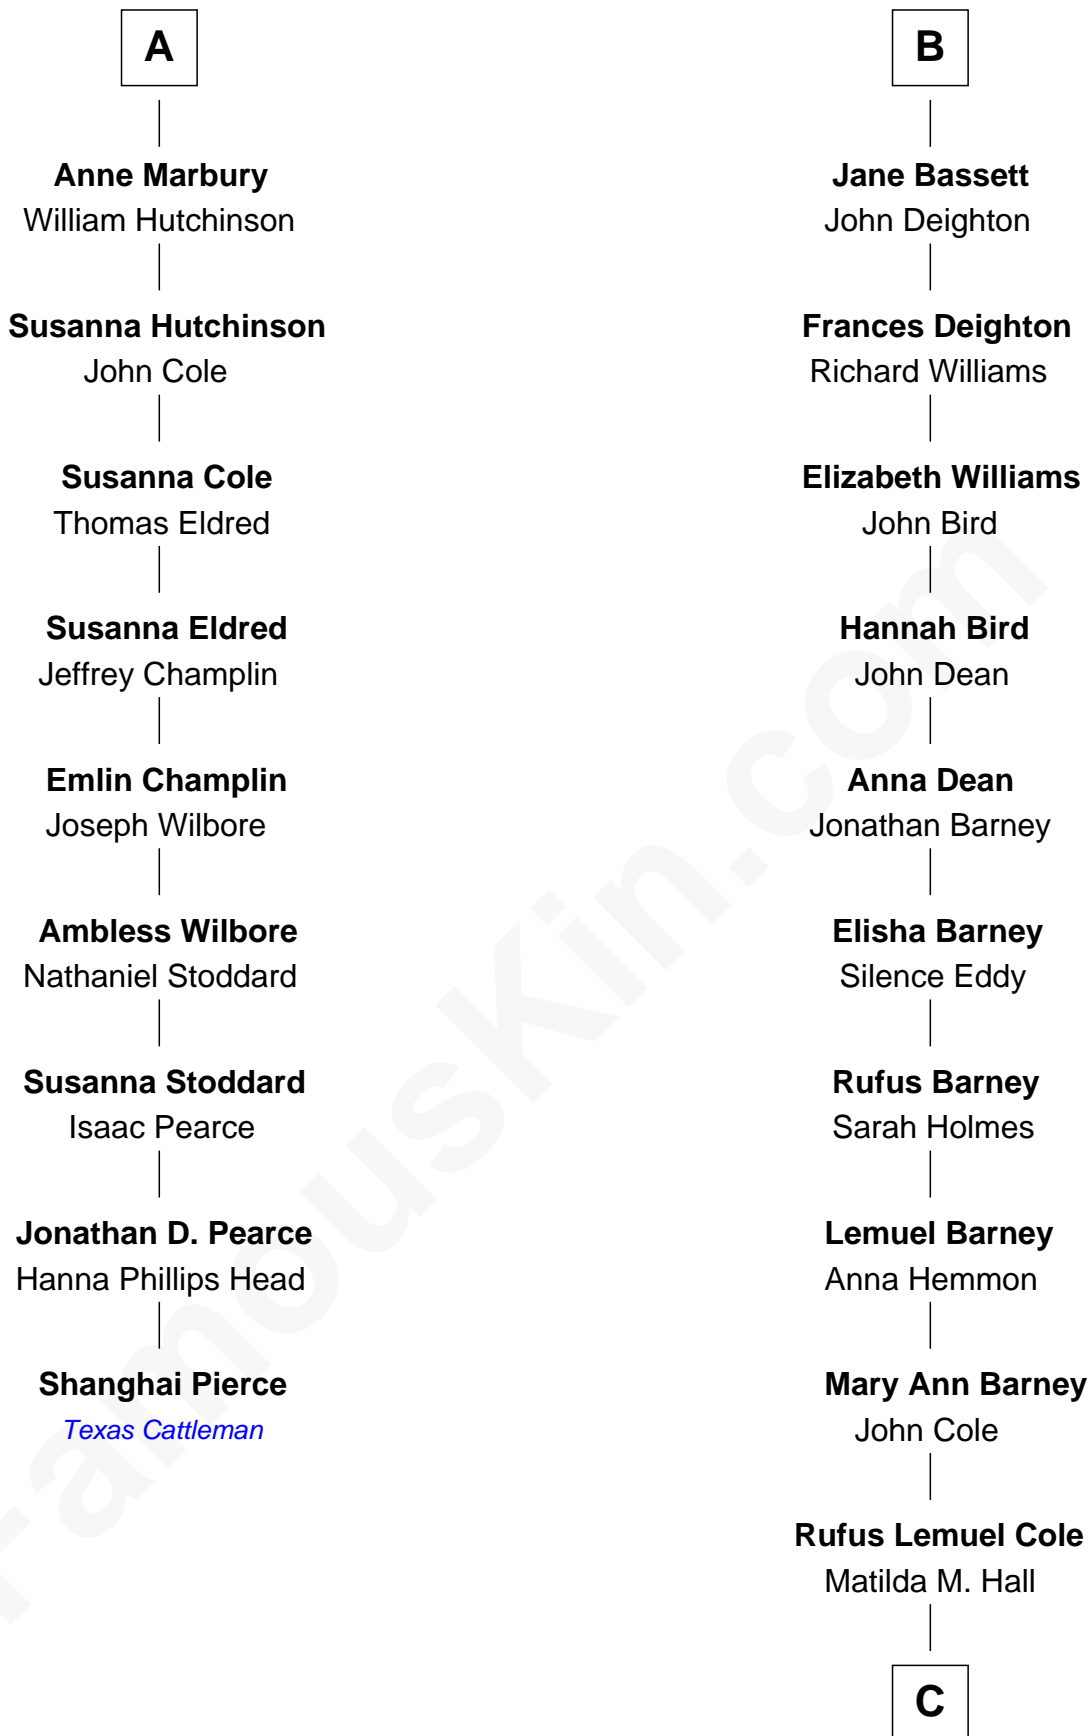 A
Anne Marbury
William Hutchinson
Susanna Hutchinson
John Cole
Susanna Cole
Thomas Eldred
Susanna Eldred
Jeffrey Champlin
Emlin Champlin
Joseph Wilbore
Ambless Wilbore
Nathaniel Stoddard
Susanna Stoddard
Isaac Pearce
Jonathan D. Pearce
Hanna Phillips Head
Shanghai Pierce
Texas Cattleman
B
Jane Bassett
John Deighton
Frances Deighton
Richard Williams
Elizabeth Williams
John Bird
Hannah Bird
John Dean
Anna Dean
Jonathan Barney
Elisha Barney
Silence Eddy
Rufus Barney
Sarah Holmes
Lemuel Barney
Anna Hemmon
Mary Ann Barney
John Cole
Rufus Lemuel Cole
Matilda M. Hall
C
FamousKin.com